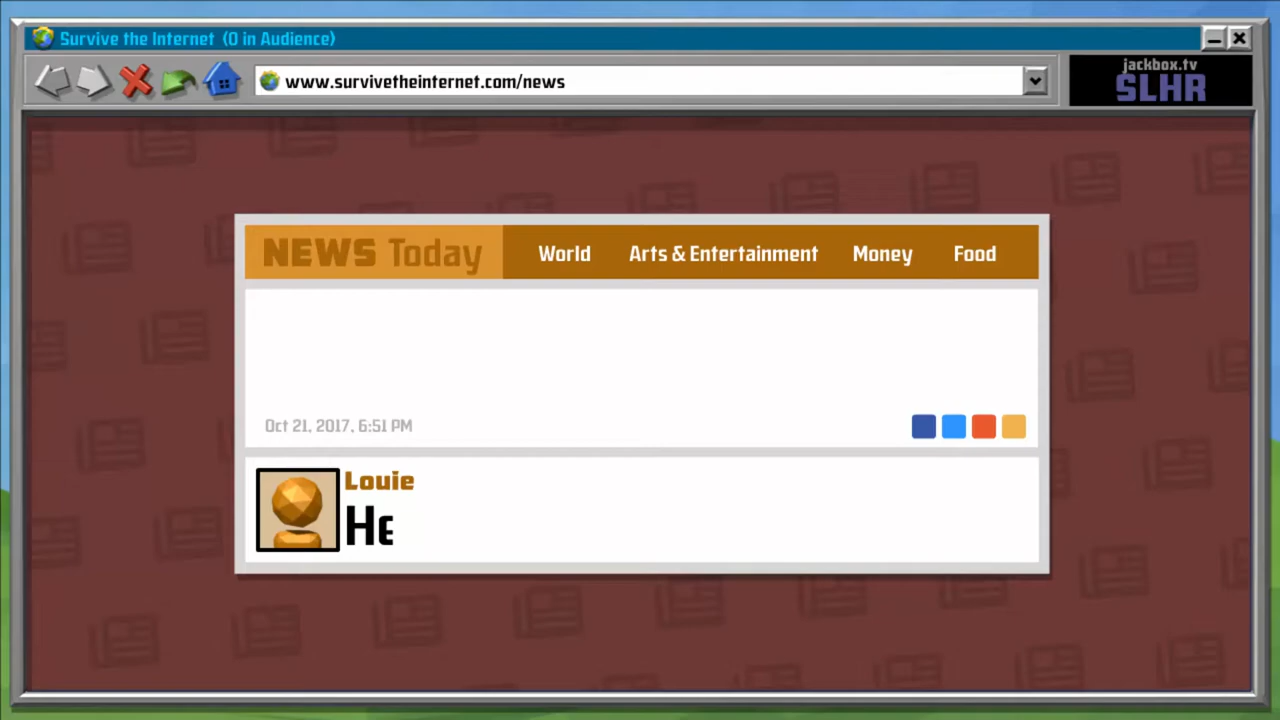 Survive the Internet (0 in Audience)
www.survivetheinternet.com/news
jackbox.tv
SLHR
NEWS Today World Arts & Entertainment Money Food
Oct 21, 2017, 6:51 PM
Louie
He